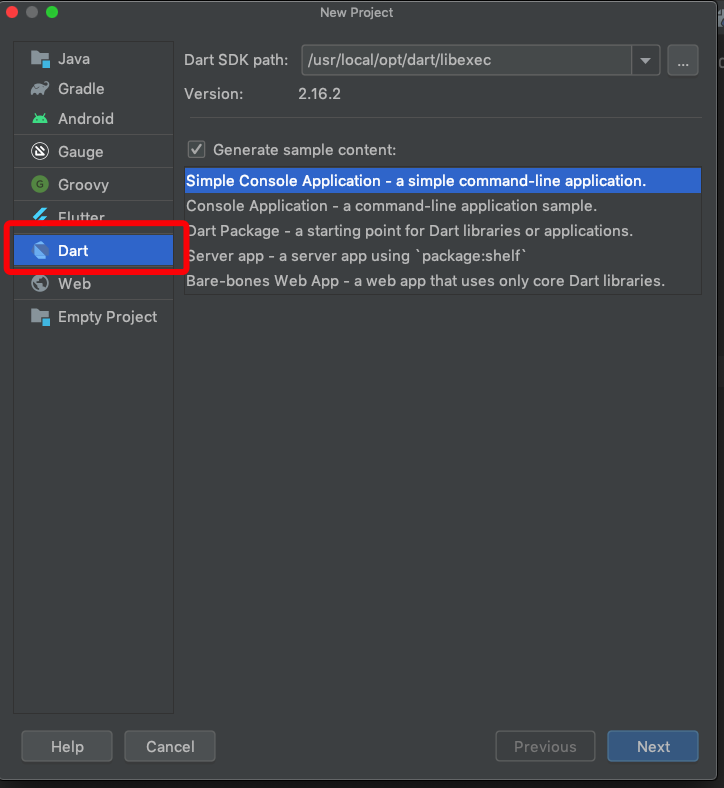 New Project
Java
Gradle
Android
Gauge
G
Groovy
Flutter
Dart
Web
Empty Project
Dart SDK path:
/usr/local/opt/dart/libexec
...
Version:
2.16.2
Generate sample content:
Simple Console Application - a simple command-line application.
Console Application - a command-line application sample.
Dart Package - a starting point for Dart libraries or applications.
Server app - a server app using `package:shelf`
Bare-bones Web App - a web app that uses only core Dart libraries.
Help
Cancel
Previous
Next